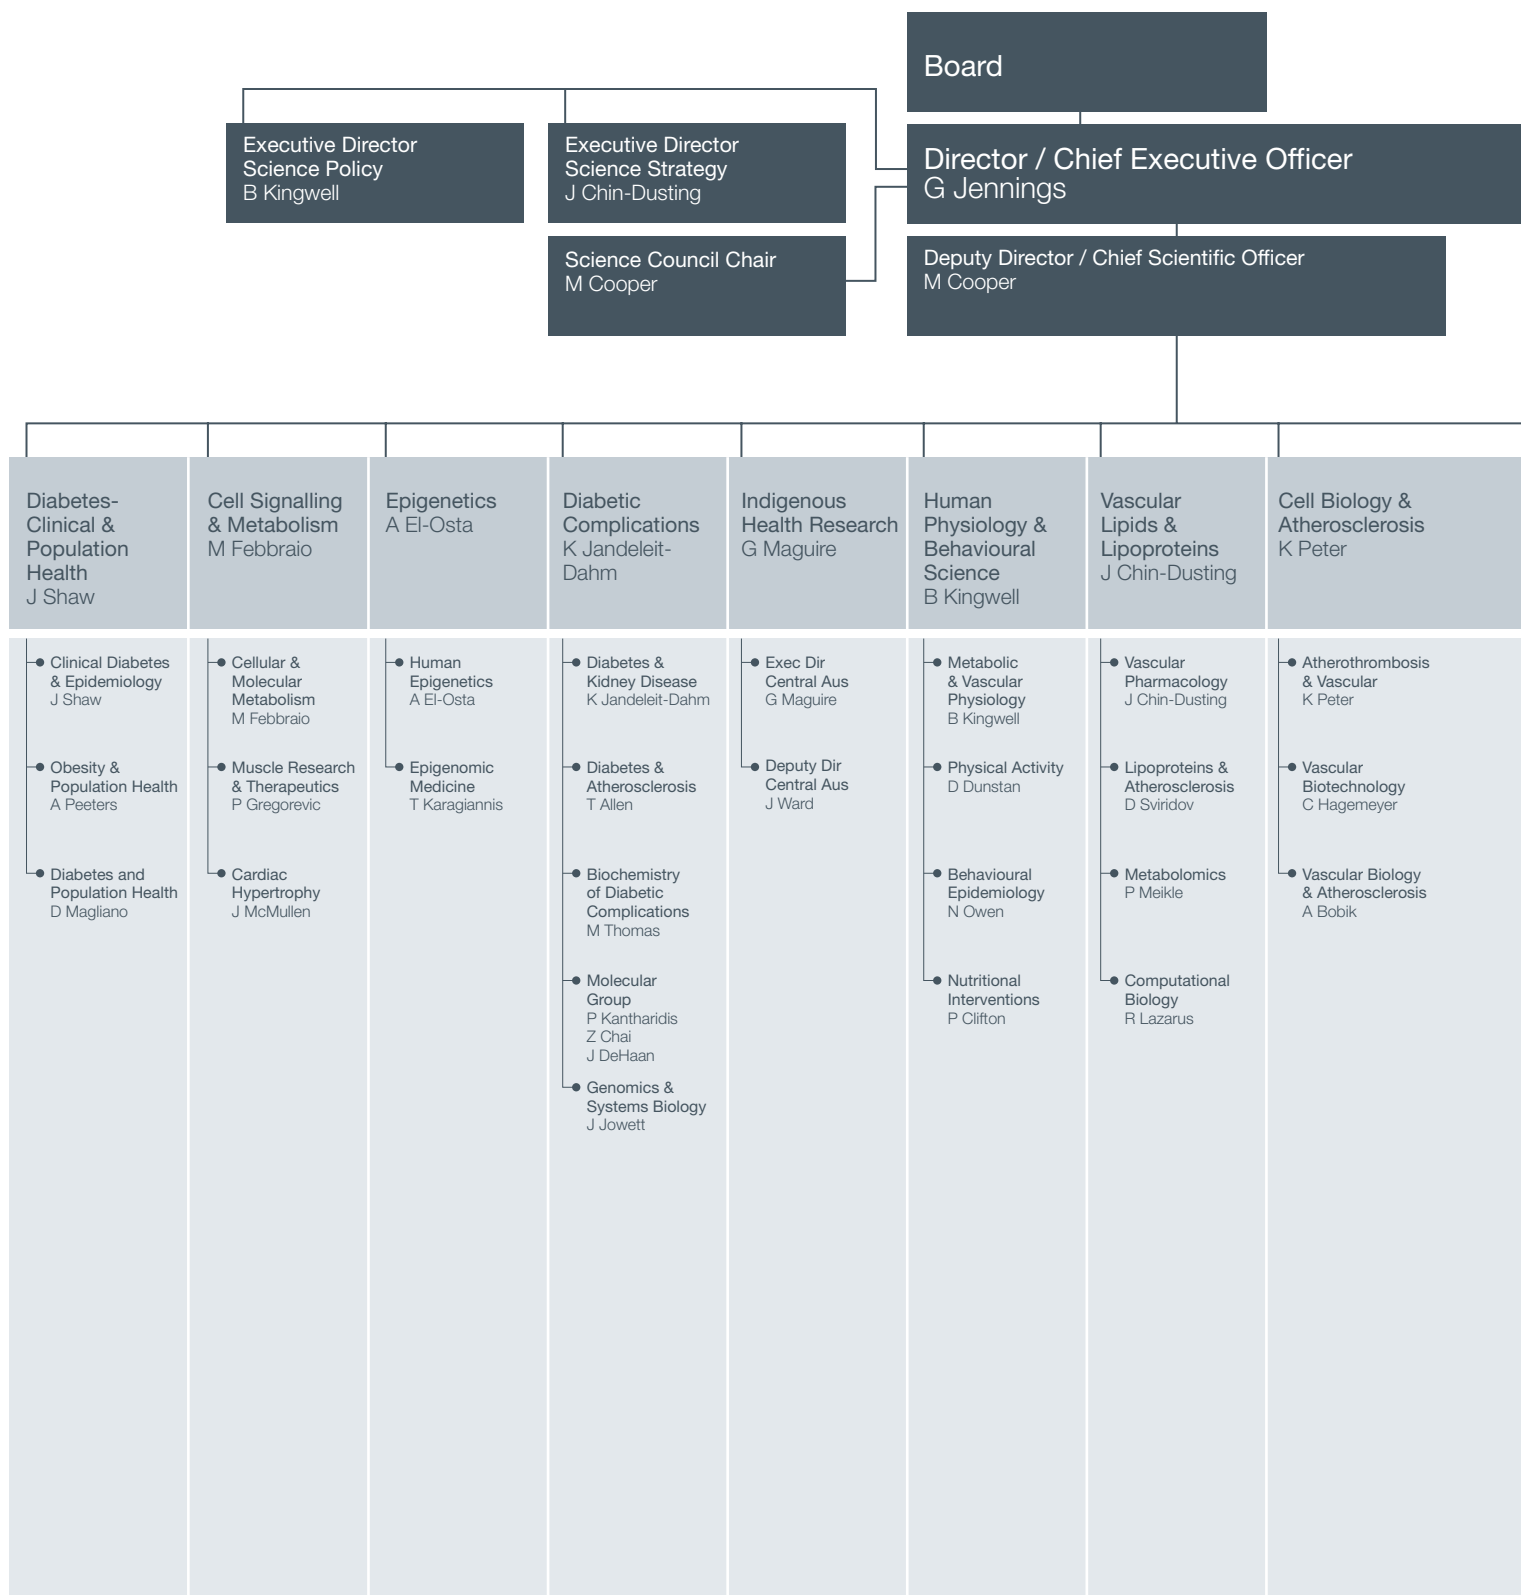 Board
Executive Director
Science Policy
B Kingwell
Executive Director
Science Strategy
J Chin-Dusting
Director / Chief Executive Officer
G Jennings
Science Council Chair
M Cooper
Deputy Director / Chief Scientific Officer
M Cooper
Diabetes-
Clinical &
Population
Health
J Shaw
Cell Signalling
& Metabolism
M Febbraio
Epigenetics
A El-Osta
Diabetic
Complications
K Jandeleit-
Dahm
Indigenous
Health Research
G Maguire
Human
Physiology &
Behavioural
Science
B Kingwell
Vascular
Lipids &
Lipoproteins
J Chin-Dusting
Cell Biology &
Atherosclerosis
K Peter
Clinical Diabetes
& Epidemiology
J Shaw
Obesity &
Population Health
A Peeters
Diabetes and
Population Health
D Magliano
Cellular &
Molecular
Metabolism
M Febbraio
Muscle Research
& Therapeutics
P Gregorevic
Cardiac
Hypertrophy
J McMullen
Human
Epigenetics
A El-Osta
Epigenomic
Medicine
T Karagiannis
Diabetes &
Kidney Disease
K Jandeleit-Dahm
Diabetes &
Atherosclerosis
T Allen
Biochemistry
of Diabetic
Complications
M Thomas
Molecular
Group
P Kantharidis
Z Chai
J DeHaan
Genomics &
Systems Biology
J Jowett
Exec Dir
Central Aus
G Maguire
Deputy Dir
Central Aus
J Ward
Metabolic
& Vascular
Physiology
B Kingwell
Physical Activity
D Dunstan
Behavioural
Epidemiology
N Owen
Nutritional
Interventions
P Clifton
Vascular
Pharmacology
J Chin-Dusting
Lipoproteins &
Atherosclerosis
D Sviridov
Metabolomics
P Meikle
Computational
Biology
R Lazarus
Atherothrombosis
& Vascular
K Peter
Vascular
Biotechnology
C Hagemeyer
Vascular Biology
& Atherosclerosis
A Bobik